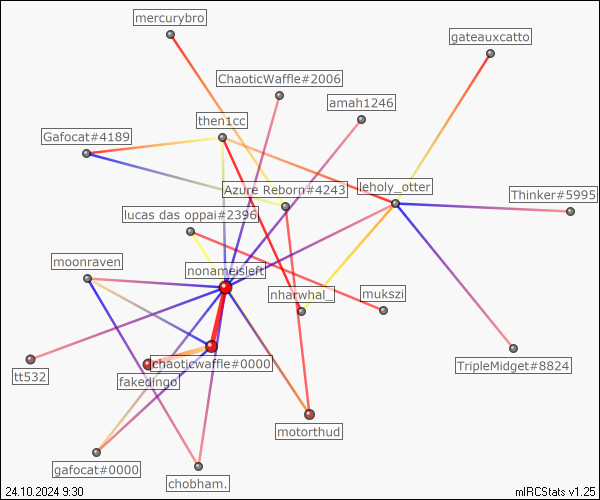 mercurybro
gateauxcatto
ChaoticWaffle#2006
amah1246
then1cc
Gafocat#4189
Azure Reborn#4243
leholy_otter
Thinker#5995
lucas das oppai#2396
moonraven
nonameisleft
nharwhal_
mukszi
chaoticwaffle#0000
TripleMidget#8824
tt532
fakedingo
motorthud
gafocat#0000
chobham.
24.10.2024 9:30
mIRCStats v1.25